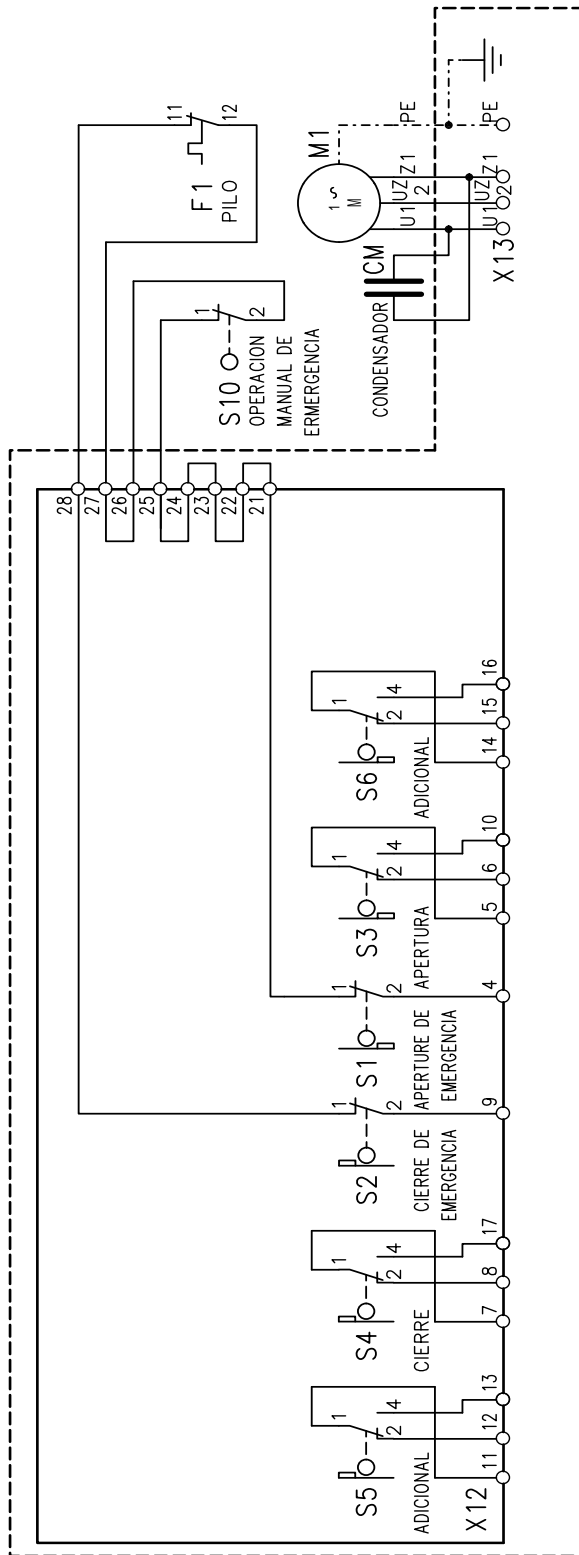 28
27
26
25
24
23
22
21
11
12
F1
PILO
1
2
S10
OPERACION
MANUAL DE
ERMERGENCIA
M1
1
M
PE
PE
U1
UZ
2
Z1
U1
UZ
2
Z1
X13
CM
CONDENSADOR
S5
1
2
4
ADICIONAL
11
12
13
S4
1
2
4
CIERRE
7
8
17
S2
1
2
CIERRE DE
EMERGENCIA
9
S1
1
2
APERTURE DE
EMERGENCIA
4
S3
1
2
4
APERTURA
5
6
10
S6
1
2
4
ADICIONAL
14
15
16
X12